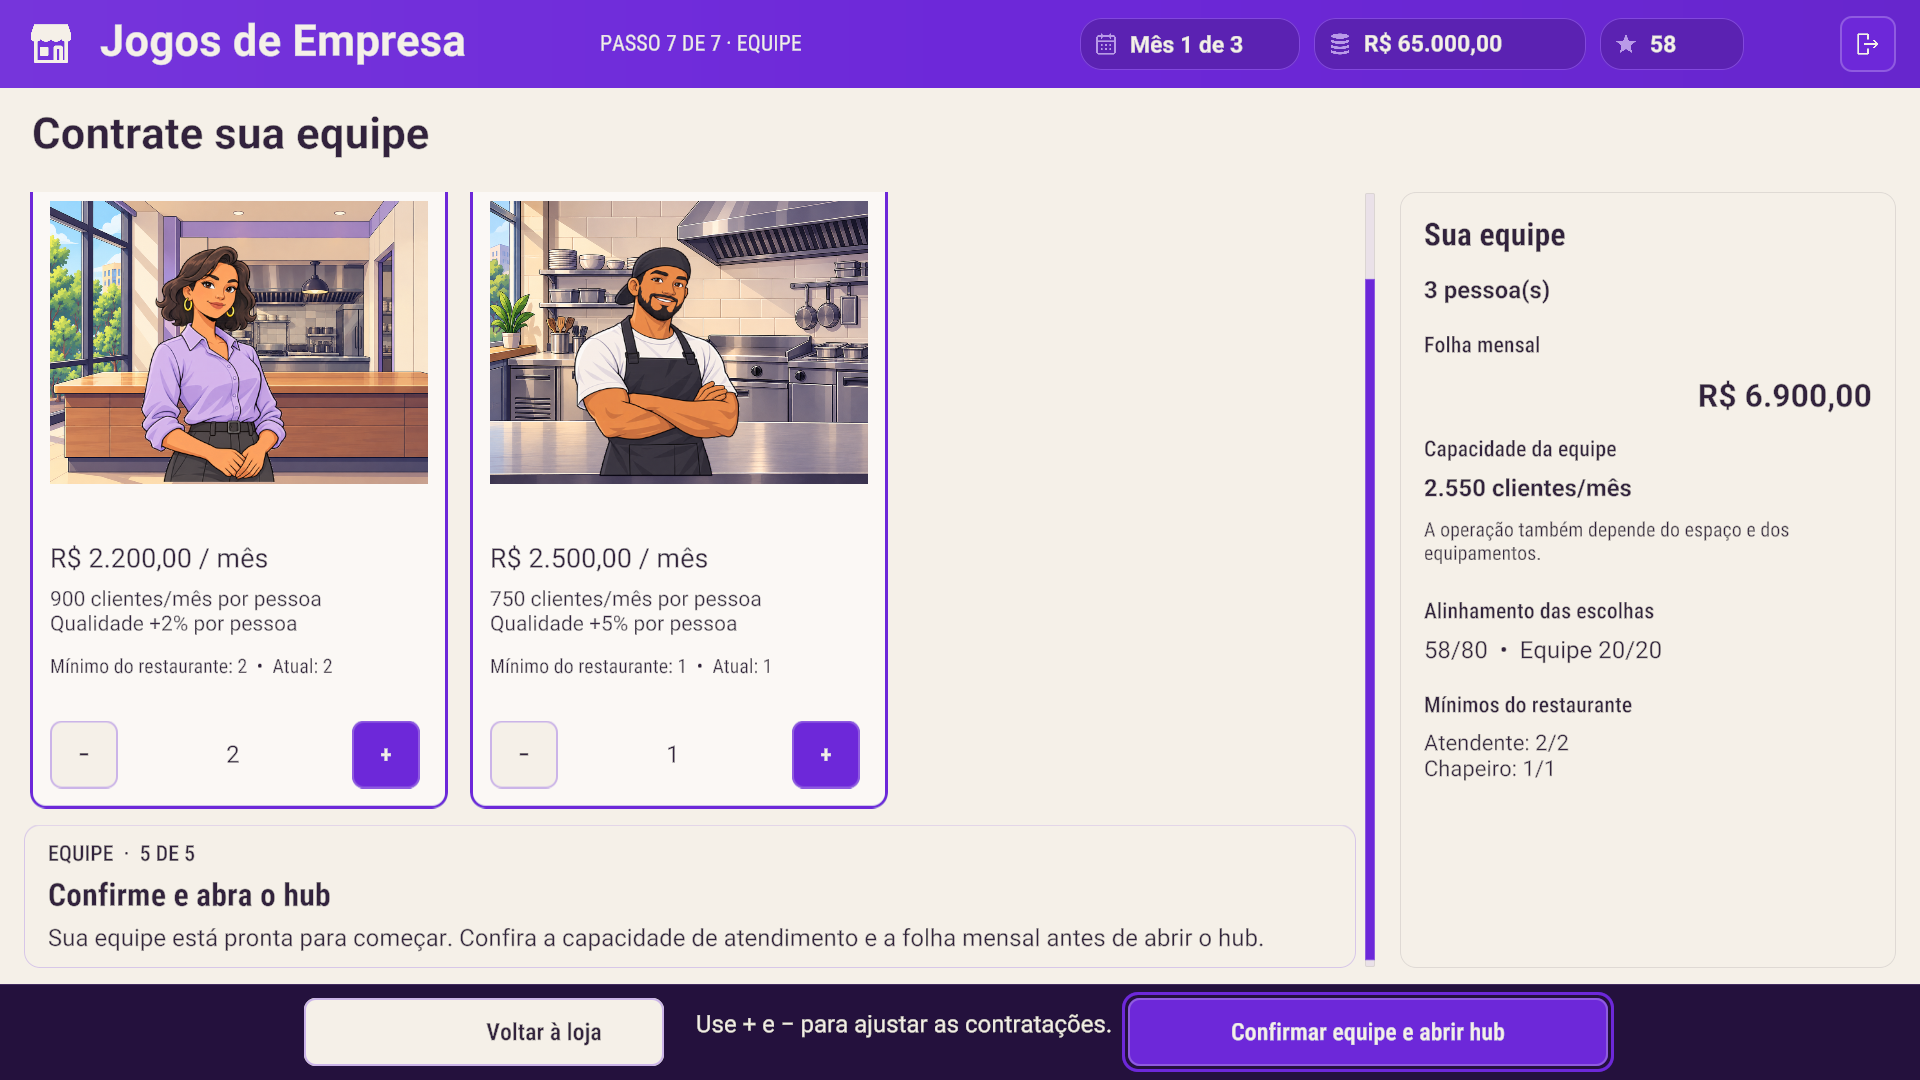 Jogos de Empresa
PASSO 7 DE 7 · EQUIPE
Mês 1 de 3
R$ 65.000,00
58
Contrate sua equipe
R$ 2.200,00 / mês
900 clientes/mês por pessoa
Qualidade +2% por pessoa
Mínimo do restaurante: 2 • Atual: 2
-
2
+
R$ 2.500,00 / mês
750 clientes/mês por pessoa
Qualidade +5% por pessoa
Mínimo do restaurante: 1 • Atual: 1
-
1
+
EQUIPE · 5 DE 5
Confirme e abra o hub
Sua equipe está pronta para começar. Confira a capacidade de atendimento e a folha mensal antes de abrir o hub.
Sua equipe
3 pessoa(s)
Folha mensal
R$ 6.900,00
Capacidade da equipe
2.550 clientes/mês
A operação também depende do espaço e dos
equipamentos.
Alinhamento das escolhas
58/80 • Equipe 20/20
Mínimos do restaurante
Atendente: 2/2
Chapeiro: 1/1
Voltar à loja
Use + e − para ajustar as contratações.
Confirmar equipe e abrir hub